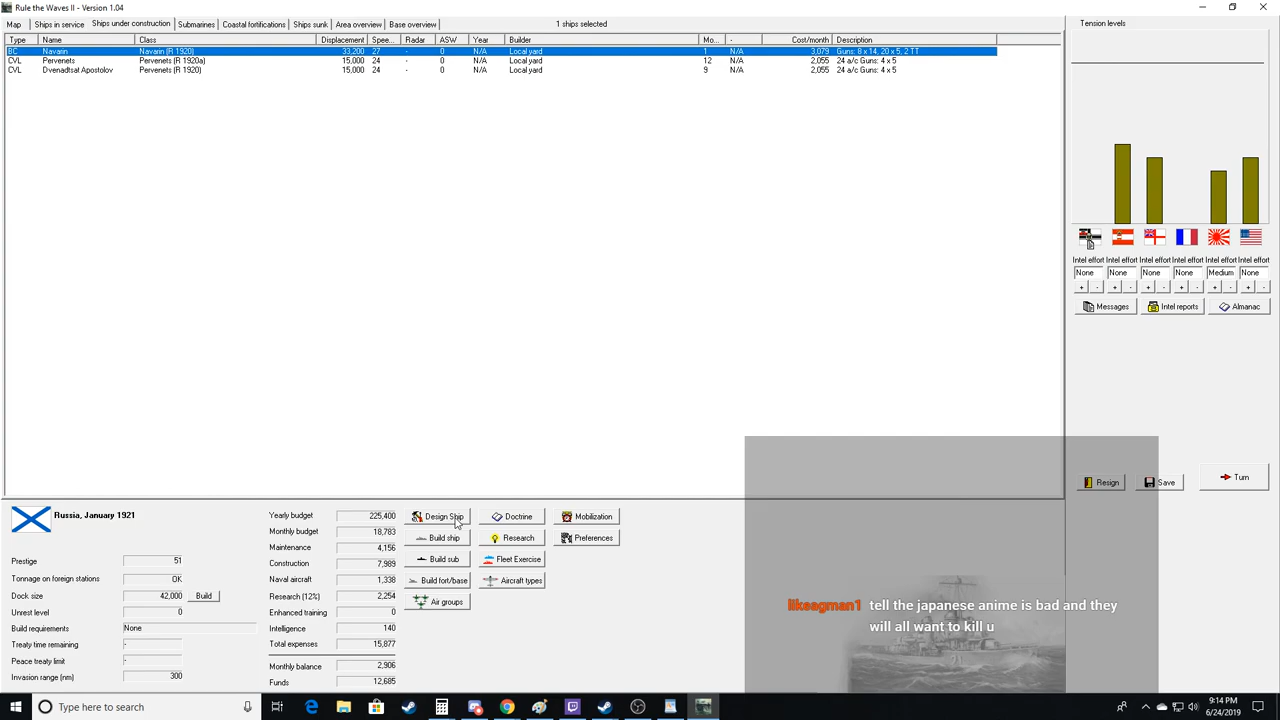 Rule the Waves II - Version 1.04
Map Ships in service Ships under construction Submarines Coastal fortifications Ships sunk Area overview Base overview 1 ships selected
Type Name Class Displacement Spee... Radar ASW Year Builder Mo... - Cost/month Description
BC Navarin Navarin (R 1920) 33,200 27 - 0 N/A Local yard 1 N/A 3,079 Guns: 8 x 14, 20 x 5, 2 TT
CVL Pervenets Pervenets (R 1920a) 15,000 24 - 0 N/A Local yard 12 N/A 2,055 24 a/c Guns: 4 x 5
CVL Dvenadtsat Apostolov Pervenets (R 1920) 15,000 24 - 0 N/A Local yard 9 N/A 2,055 24 a/c Guns: 4 x 5
Tension levels
Intel effort Intel effort Intel effort Intel effort Intel effort Intel effort
None None None None Medium None
+ - + - + - + - + - + -
Messages Intel reports Almanac
Resign Save Turn
Russia, January 1921
Prestige 51
Tonnage on foreign stations OK
Dock size 42,000 Build
Unrest level 0
Build requirements None
Treaty time remaining -
Peace treaty limit -
Invasion range (nm) 300
Yearly budget 225,400
Monthly budget 18,783
Maintenance 4,156
Construction 7,989
Naval aircraft 1,338
Research (12%) 2,254
Enhanced training 0
Intelligence 140
Total expenses 15,877
Monthly balance 2,906
Funds 12,685
Design Ship Doctrine Mobilization
Build ship Research Preferences
Build sub Fleet Exercise
Build fort/base Aircraft types
Air groups
likeagman1 tell the japanese anime is bad and they
will all want to kill u
Type here to search
9:14 PM
6/24/2019